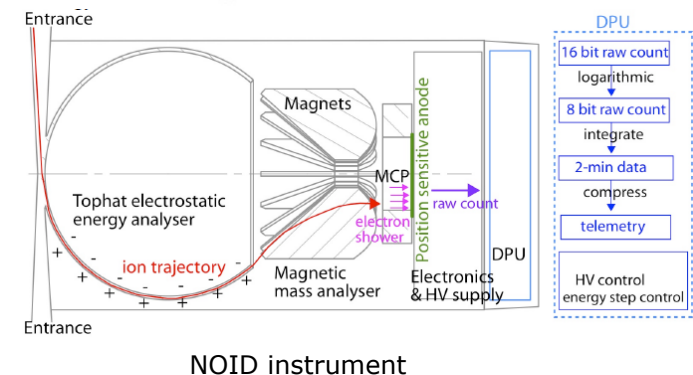 Entrance
DPU
16 bit raw count
logarithmic
8 bit raw count
integrate
2-min data
compress
telemetry
HV control
energy step control
Magnets
MCP
Position sensitive anode
raw count
electron
shower
Tophat electrostatic
energy analyser
ion trajectory
Magnetic
mass analyser
Electronics
& HV supply
DPU
- - - - - - -
+ + + + + + + +
Entrance
NOID instrument